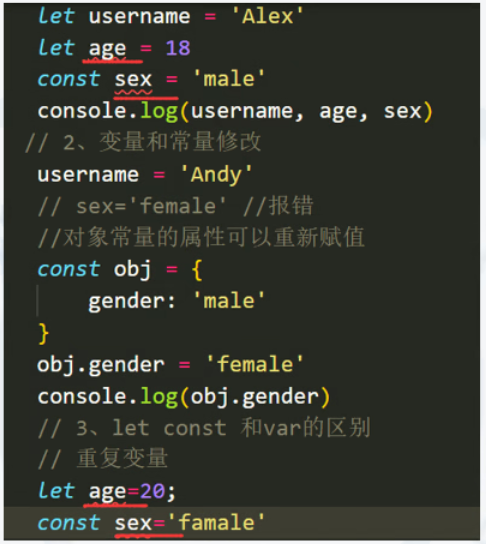 let username = 'Alex'
let age = 18
const sex = 'male'
console.log(username, age, sex)
// 2、变量和常量修改
username = 'Andy'
// sex='female' //报错
//对象常量的属性可以重新赋值
const obj = {
gender: 'male'
}
obj.gender = 'female'
console.log(obj.gender)
// 3、let const 和var的区别
// 重复变量
let age=20;
const sex='famale'